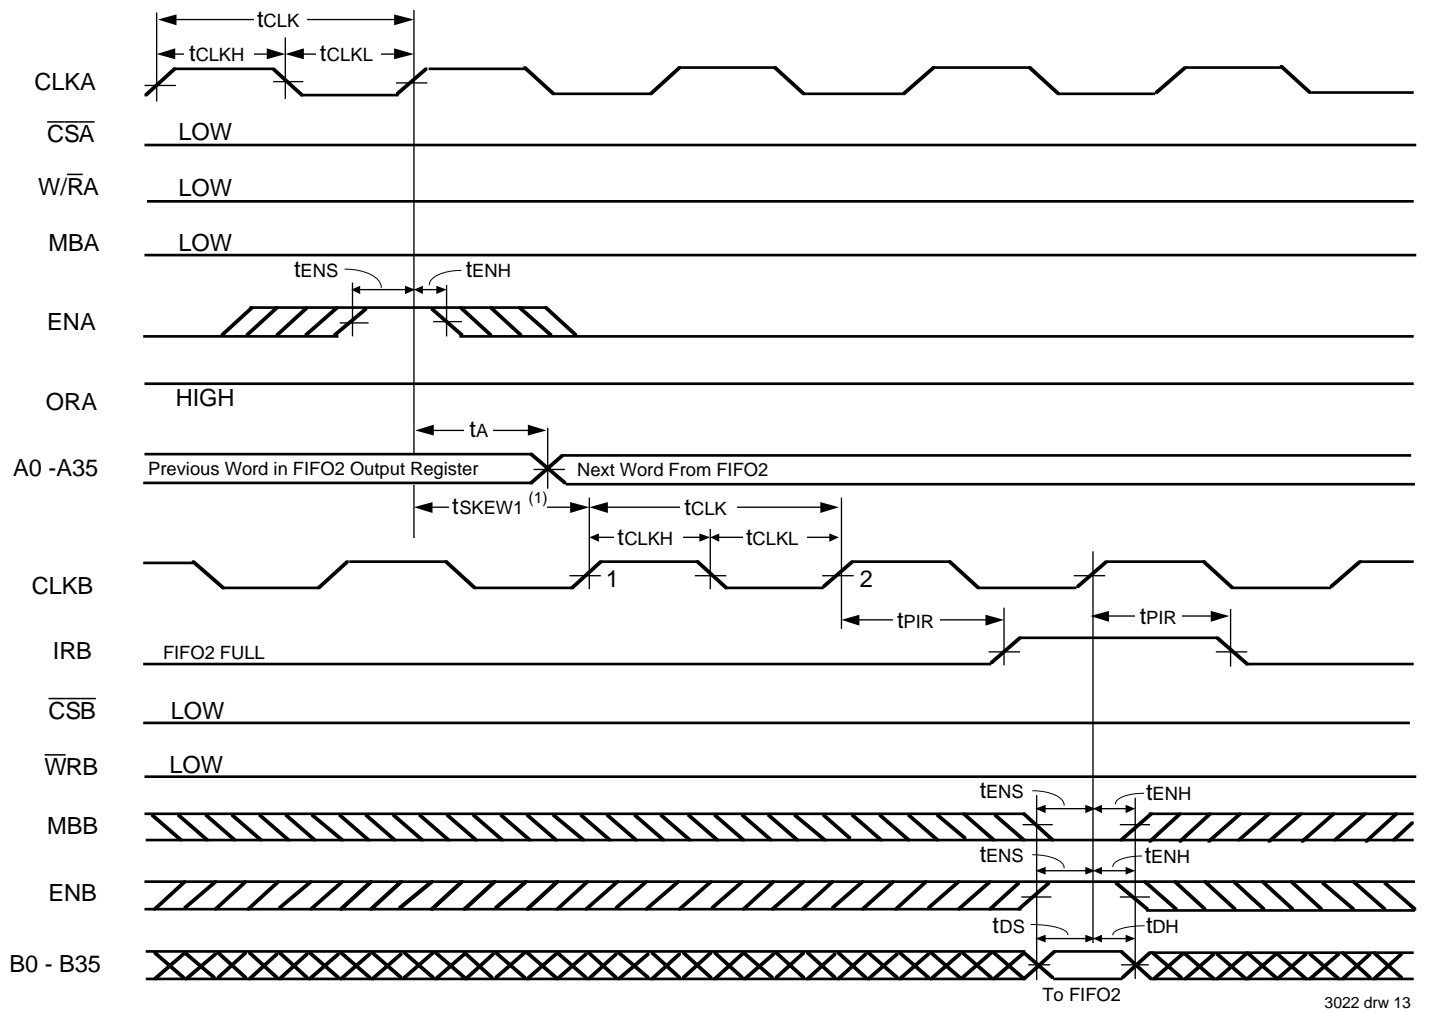 tCLK
tCLKH tCLKL
CLKA
CSA LOW
W/RA LOW
MBA LOW
tENS tENH
ENA
ORA HIGH
tA
A0 -A35 Previous Word in FIFO2 Output Register Next Word From FIFO2
tSKEW1 (1) tCLK
tCLKH tCLKL
CLKB 1 2
tPIR tPIR
IRB FIFO2 FULL
CSB LOW
WRB LOW
tENS tENH
MBB
tENS tENH
ENB
tDS tDH
B0 - B35
To FIFO2
3022 drw 13